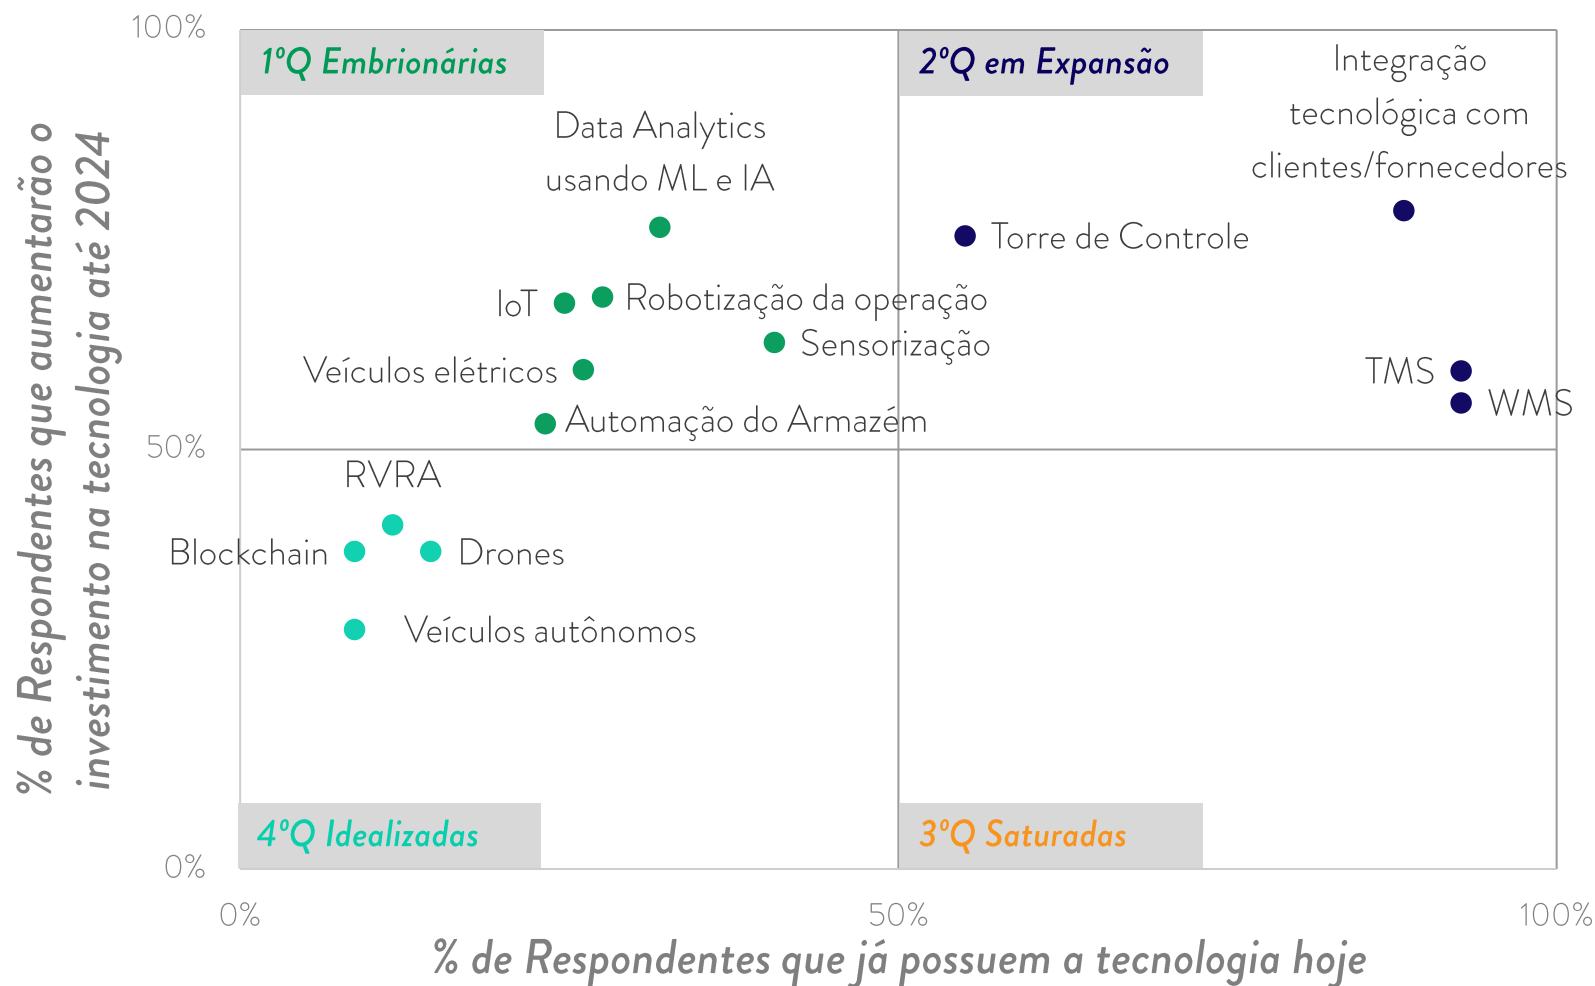 100%
1ºQ Embrionárias
2ºQ em Expansão
Integração
tecnológica com
clientes/fornecedores
Data Analytics
usando ML e IA
Torre de Controle
IoT
Robotização da operação
Sensorização
Veículos elétricos
TMS
WMS
Automação do Armazém
50%
RVRA
Blockchain
Drones
Veículos autônomos
4ºQ Idealizadas
3ºQ Saturadas
0%
0%
50%
100%
% de Respondentes que já possuem a tecnologia hoje
% de Respondentes que aumentarão o
investimento na tecnologia até 2024